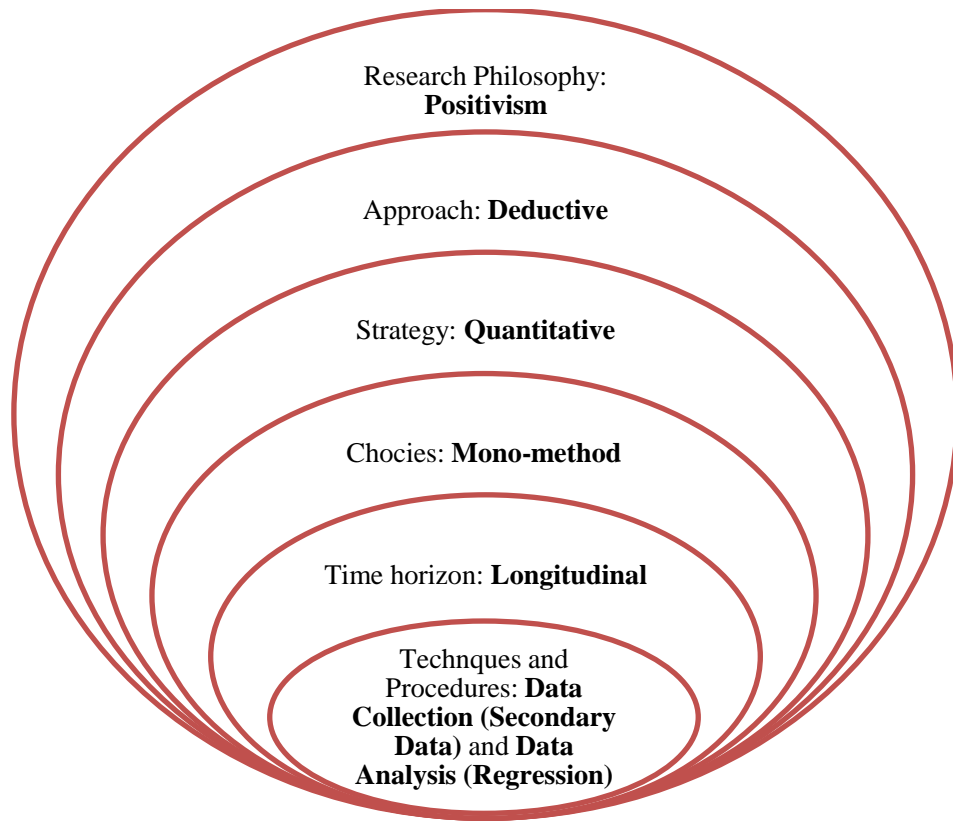 Research Philosophy:
Positivism
Approach: Deductive
Strategy: Quantitative
Chocies: Mono-method
Time horizon: Longitudinal
Technques and
Procedures: Data
Collection (Secondary
Data) and Data
Analysis (Regression)